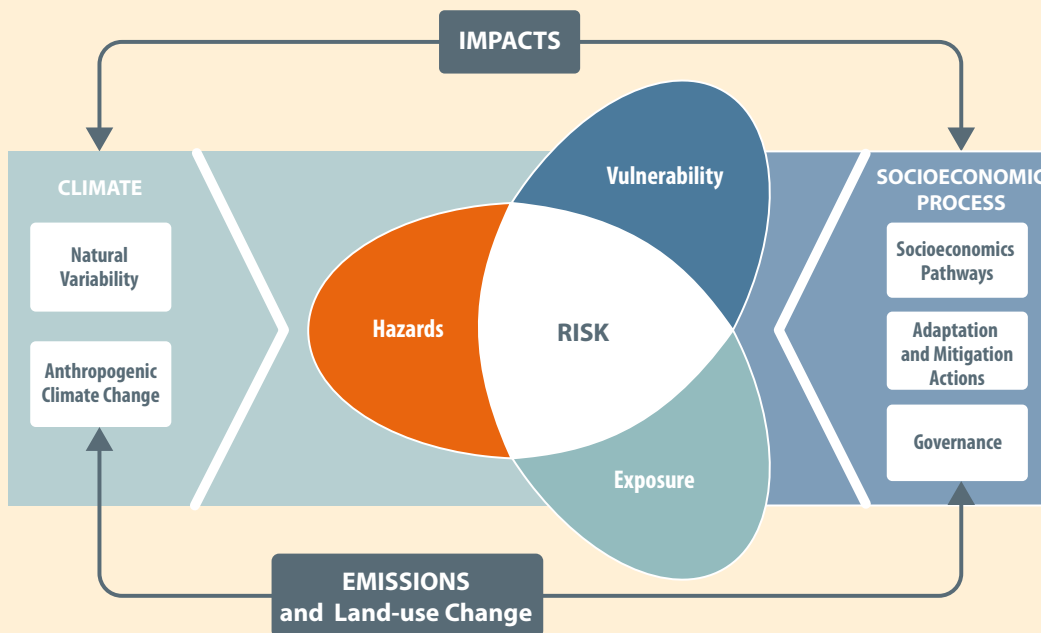 IMPACTS
CLIMATE
Natural
Variability
Anthropogenic
Climate Change
Hazards
RISK
Vulnerability
Exposure
SOCIOECONOMIC
PROCESS
Socioeconomics
Pathways
Adaptation
and Mitigation
Actions
Governance
EMISSIONS
and Land-use Change